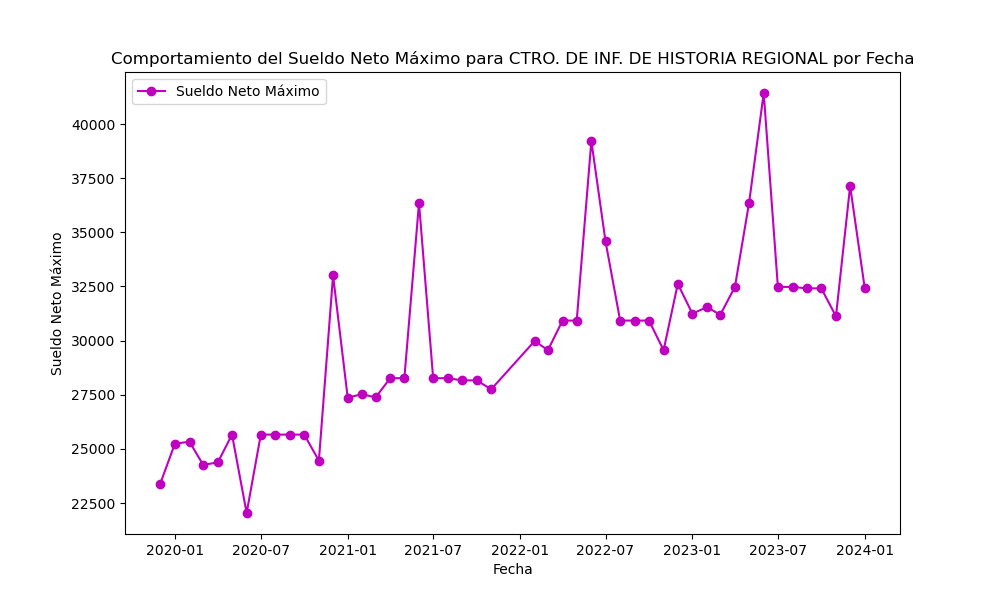 Comportamiento del Sueldo Neto Máximo para CTRO. DE INF. DE HISTORIA REGIONAL por Fecha
Sueldo Neto Máximo
40000
37500
35000
32500
30000
27500
25000
22500
Sueldo Neto Máximo
2020-01 2020-07 2021-01 2021-07 2022-01 2022-07 2023-01 2023-07 2024-01
Fecha